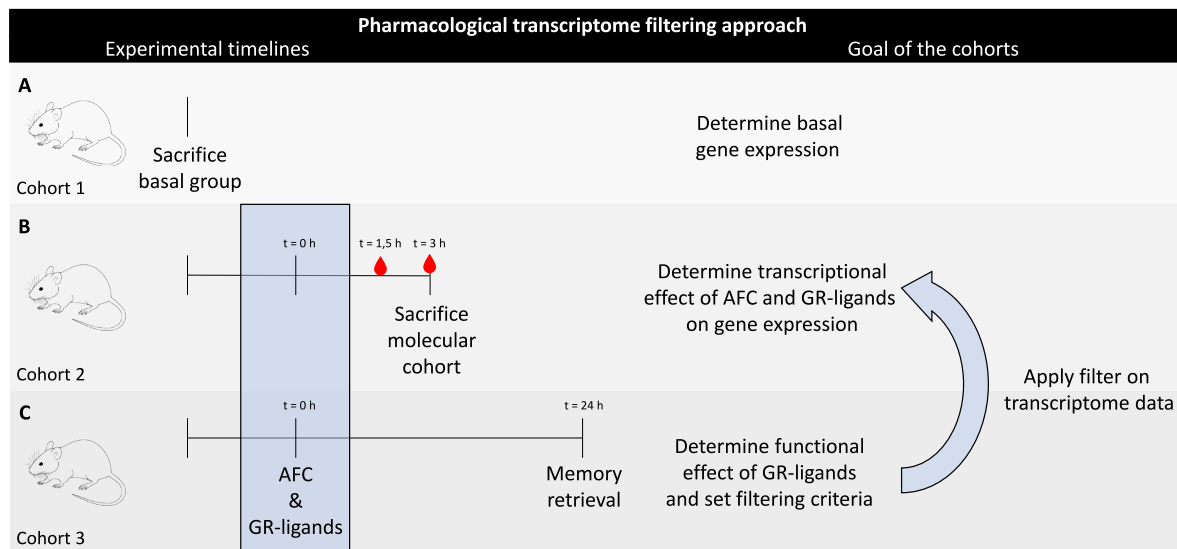 Pharmacological transcriptome filtering approach
Experimental timelines
Goal of the cohorts
A
Cohort 1
Sacrifice
basal group
Determine basal
gene expression
B
Cohort 2
t = 0 h
t = 1,5 h
t = 3 h
Sacrifice
molecular
cohort
Determine transcriptional
effect of AFC and GR-ligands
on gene expression
C
Cohort 3
t = 0 h
AFC
&
GR-ligands
t = 24 h
Memory
retrieval
Determine functional
effect of GR-ligands
and set filtering criteria
Apply filter on
transcriptome data